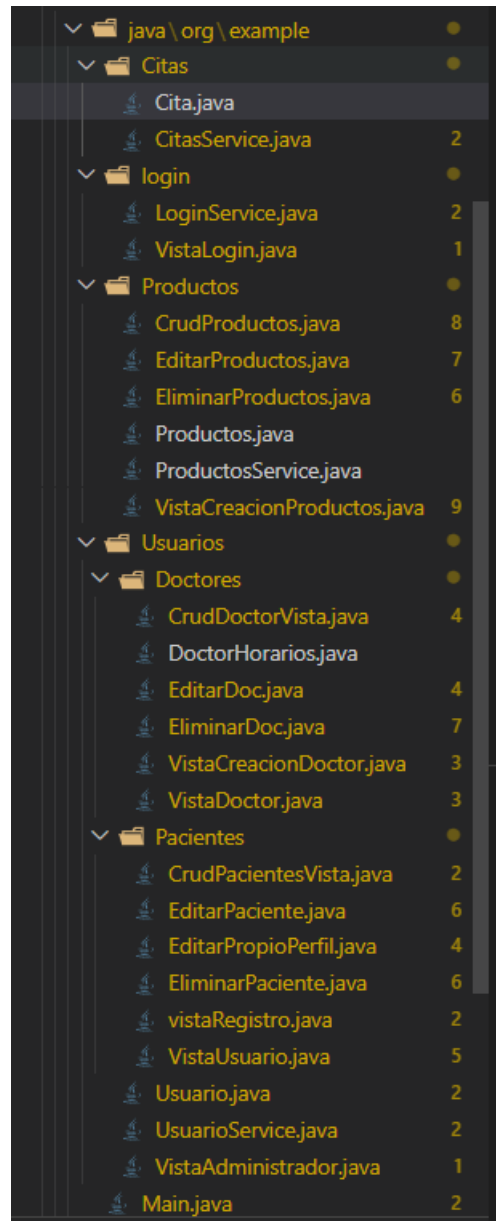 java\org\example
Citas
Cita.java
CitasService.java 2
login
LoginService.java 2
VistaLogin.java 1
Productos
CrudProductos.java 8
EditarProductos.java 7
EliminarProductos.java 6
Productos.java
ProductosService.java
VistaCreacionProductos.java 9
Usuarios
Doctores
CrudDoctorVista.java 4
DoctorHorarios.java
EditarDoc.java 4
EliminarDoc.java 7
VistaCreacionDoctor.java 3
VistaDoctor.java 3
Pacientes
CrudPacientesVista.java 2
EditarPaciente.java 6
EditarPropioPerfil.java 4
EliminarPaciente.java 6
vistaRegistro.java 2
VistaUsuario.java 5
Usuario.java 2
UsuarioService.java 2
VistaAdministrador.java 1
Main.java 2